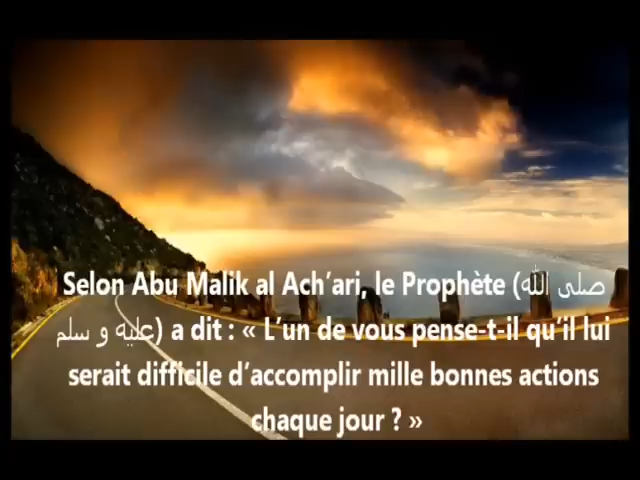 Selon Abu Malik al Ach’ari, le Prophète (صلى الله
عليه و سلم) a dit : « L’un de vous pense-t-il qu’il lui
serait difficile d’accomplir mille bonnes actions
chaque jour ? »